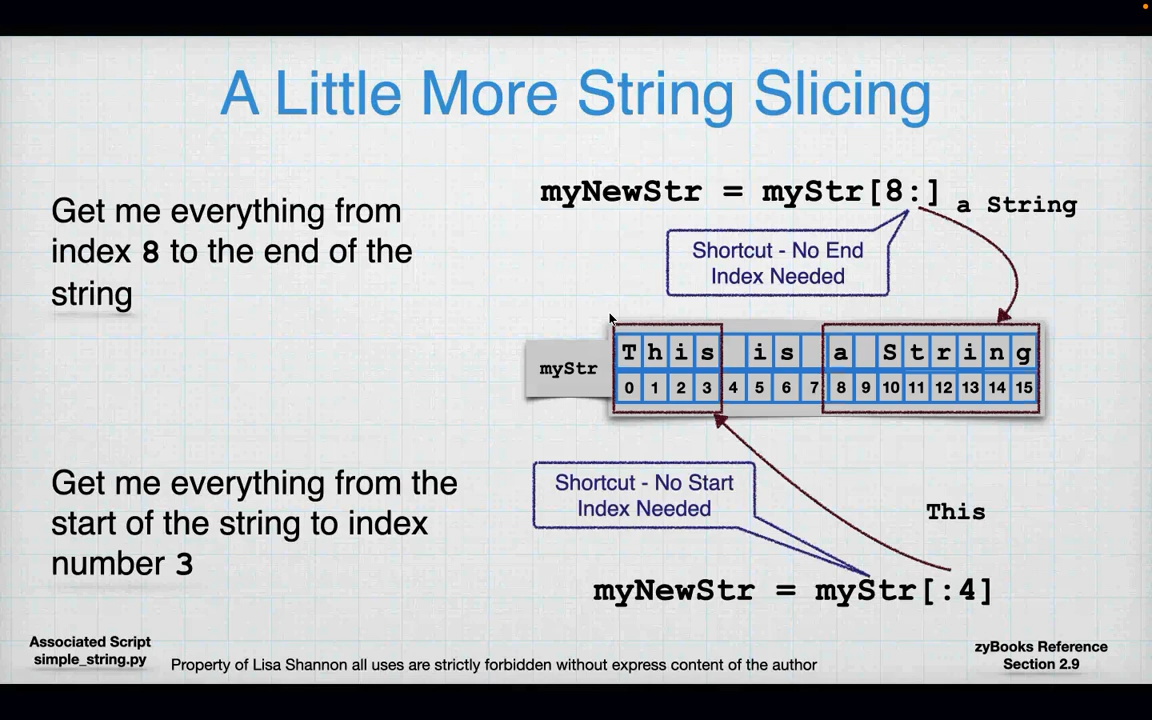 A Little More String Slicing
Get me everything from
index 8 to the end of the
string
myNewStr = myStr[8:]
a String
Shortcut - No End
Index Needed
myStr
T h i s   i s   a   S t r i n g
0 1 2 3 4 5 6 7 8 9 10 11 12 13 14 15
Get me everything from the
start of the string to index
number 3
Shortcut - No Start
Index Needed
This
myNewStr = myStr[:4]
Associated Script
simple_string.py
Property of Lisa Shannon all uses are strictly forbidden without express content of the author
zyBooks Reference
Section 2.9